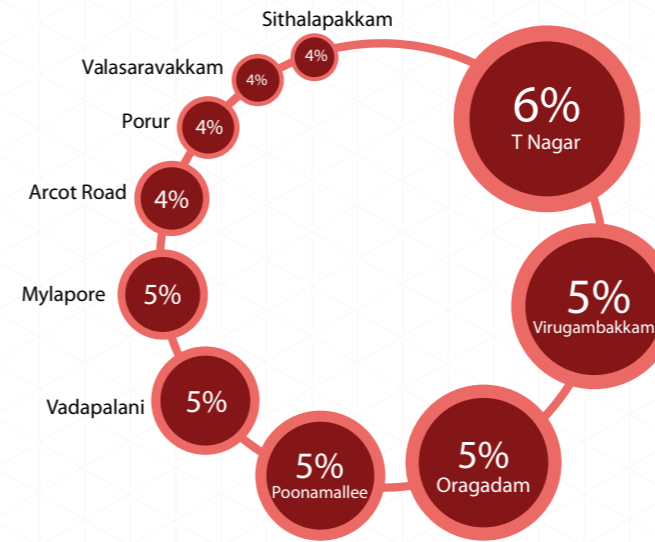 Sithalapakkam
4%
Valasaravakkam
4%
Porur
4%
Arcot Road
4%
Mylapore
5%
Vadapalani
5%
5%
Poonamallee
5%
Oragadam
5%
Virugambakkam
6%
T Nagar